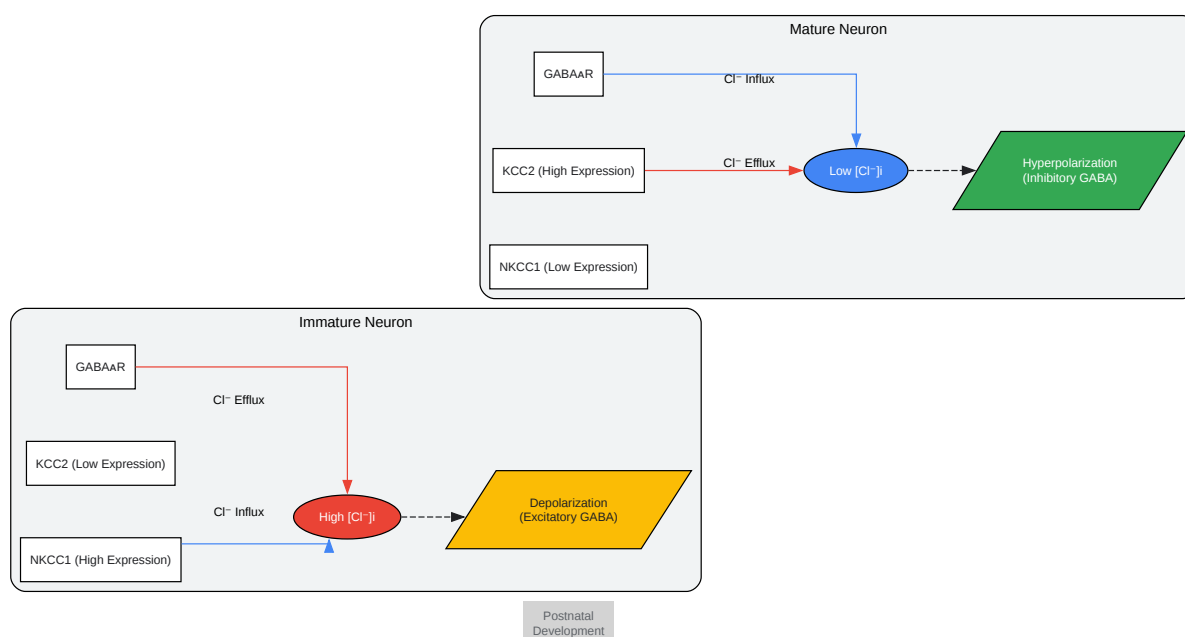 Mature Neuron
GABAᴀR
Cl⁻ Influx
KCC2 (High Expression)
Cl⁻ Efflux
Low [Cl⁻]i
Hyperpolarization
(Inhibitory GABA)
NKCC1 (Low Expression)
Immature Neuron
GABAᴀR
Cl⁻ Efflux
KCC2 (Low Expression)
Cl⁻ Influx
High [Cl⁻]i
Depolarization
(Excitatory GABA)
NKCC1 (High Expression)
Postnatal
Development